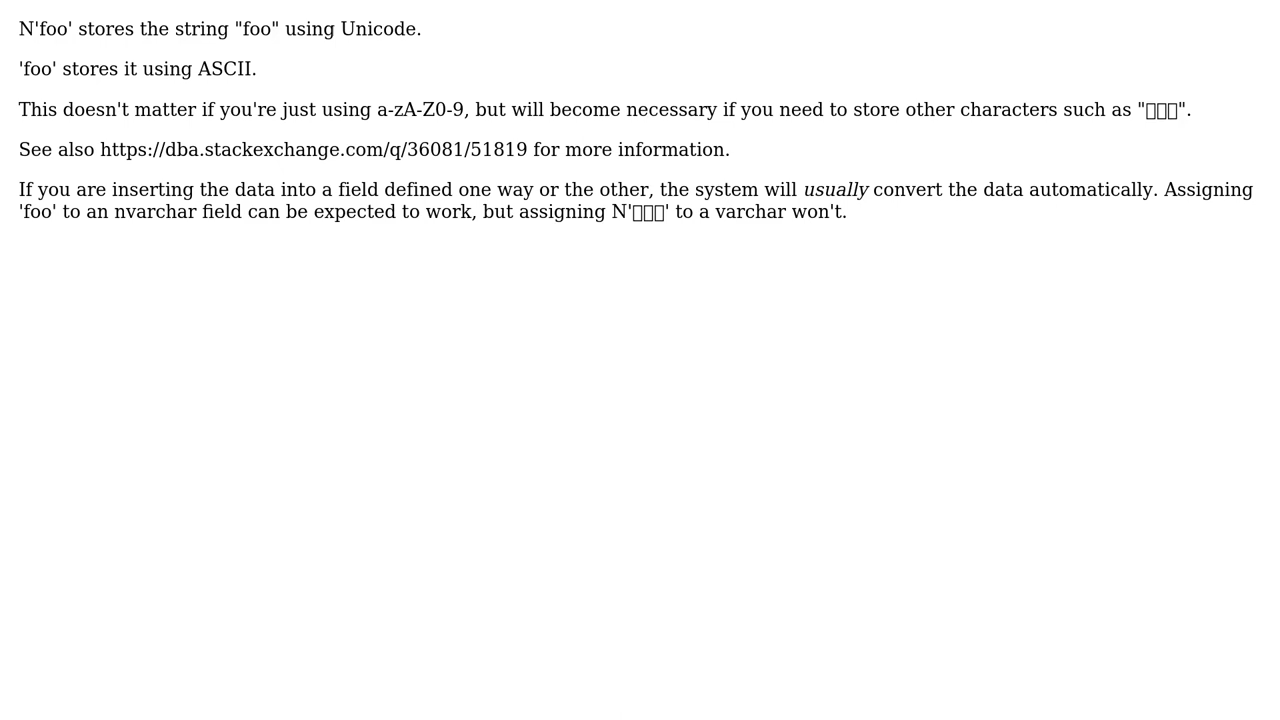 N'foo' stores the string "foo" using Unicode.
'foo' stores it using ASCII.
This doesn't matter if you're just using a-zA-Z0-9, but will become necessary if you need to store other characters such as "".
See also https://dba.stackexchange.com/q/36081/51819 for more information.
If you are inserting the data into a field defined one way or the other, the system will usually convert the data automatically. Assigning
'foo' to an nvarchar field can be expected to work, but assigning N'' to a varchar won't.